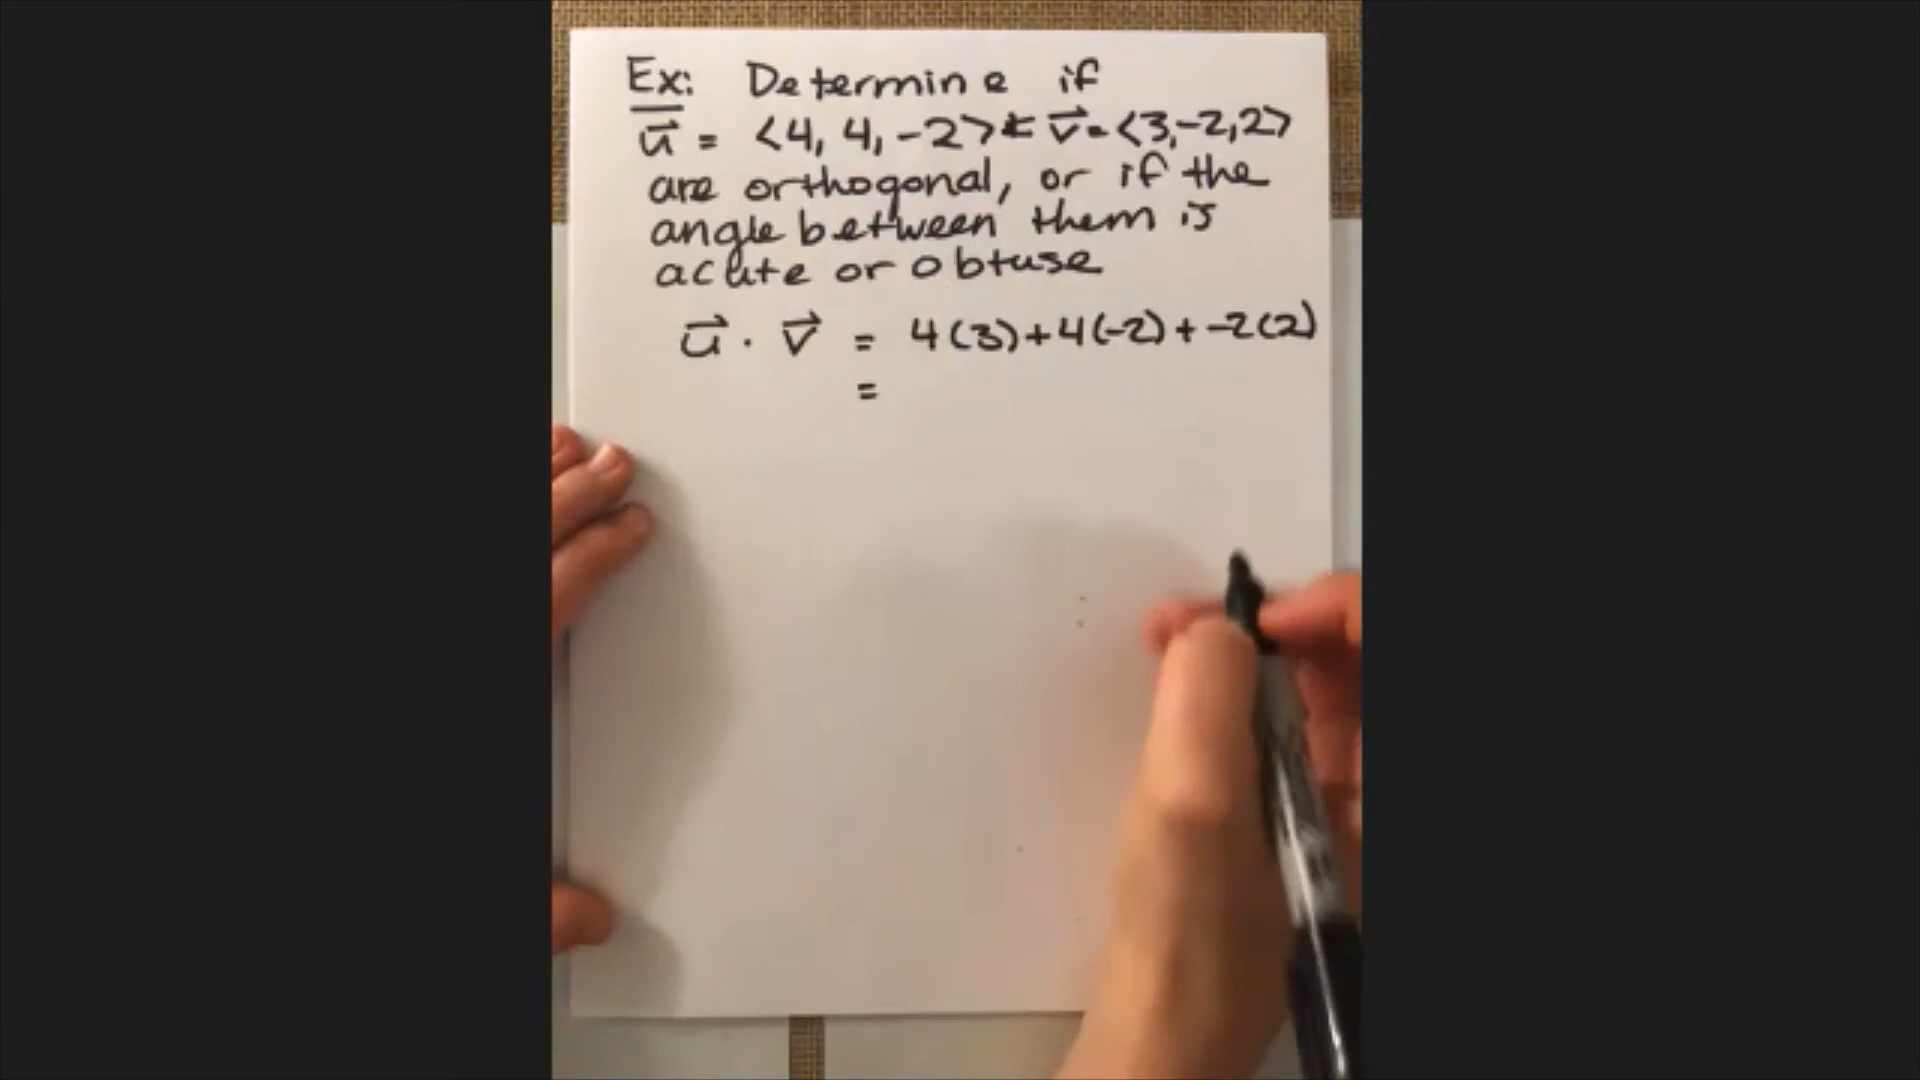 Ex: Determine if
u⃗ = <4, 4, -2> & v⃗ = <3, -2, 2>
are orthogonal, or if the
angle between them is
acute or obtuse
u⃗ · v⃗ = 4(3)+4(-2)+-2(2)
=